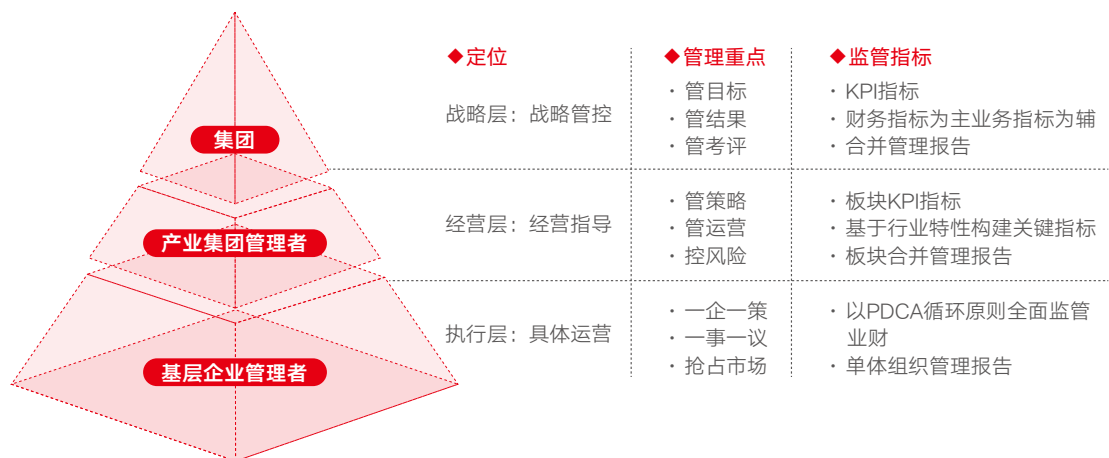 ◆定位
◆管理重点
◆监管指标
集团
战略层：战略管控
· 管目标
· 管结果
· 管考评
· KPI指标
· 财务指标为主业务指标为辅
· 合并管理报告
产业集团管理者
经营层：经营指导
· 管策略
· 管运营
· 控风险
· 板块KPI指标
· 基于行业特性构建关键指标
· 板块合并管理报告
基层企业管理者
执行层：具体运营
· 一企一策
· 一事一议
· 抢占市场
· 以PDCA循环原则全面监管
业财
· 单体组织管理报告